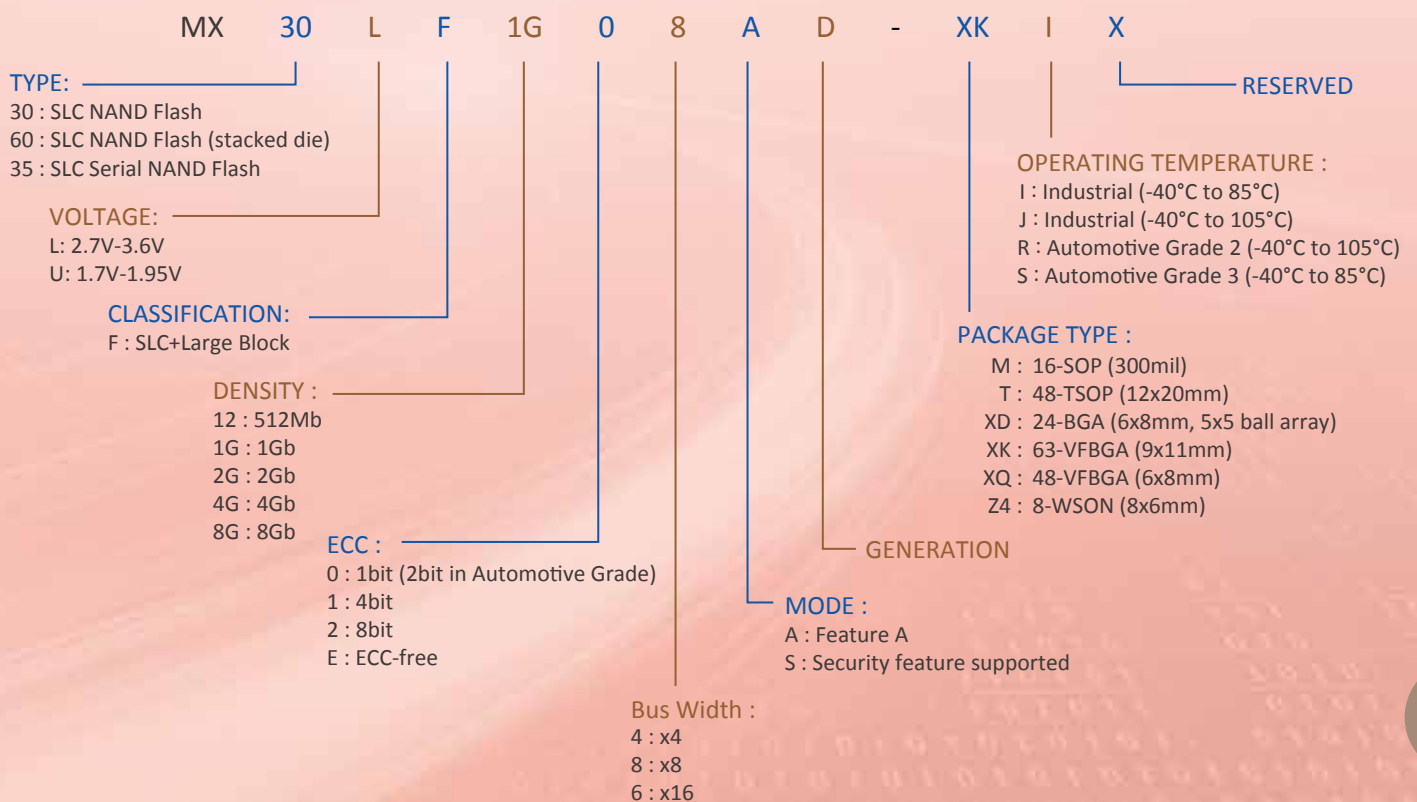 MX 30 L F 1G 0 8 A D - XK I X
TYPE:
30 : SLC NAND Flash
60 : SLC NAND Flash (stacked die)
35 : SLC Serial NAND Flash
VOLTAGE:
L: 2.7V-3.6V
U: 1.7V-1.95V
CLASSIFICATION:
F : SLC+Large Block
DENSITY :
12 : 512Mb
1G : 1Gb
2G : 2Gb
4G : 4Gb
8G : 8Gb
ECC :
0 : 1bit (2bit in Automotive Grade)
1 : 4bit
2 : 8bit
E : ECC-free
Bus Width :
4 : x4
8 : x8
6 : x16
MODE :
A : Feature A
S : Security feature supported
GENERATION
PACKAGE TYPE :
M : 16-SOP (300mil)
T : 48-TSOP (12x20mm)
XD : 24-BGA (6x8mm, 5x5 ball array)
XK : 63-VFBGA (9x11mm)
XQ : 48-VFBGA (6x8mm)
Z4 : 8-WSON (8x6mm)
OPERATING TEMPERATURE :
I : Industrial (-40°C to 85°C)
J : Industrial (-40°C to 105°C)
R : Automotive Grade 2 (-40°C to 105°C)
S : Automotive Grade 3 (-40°C to 85°C)
RESERVED